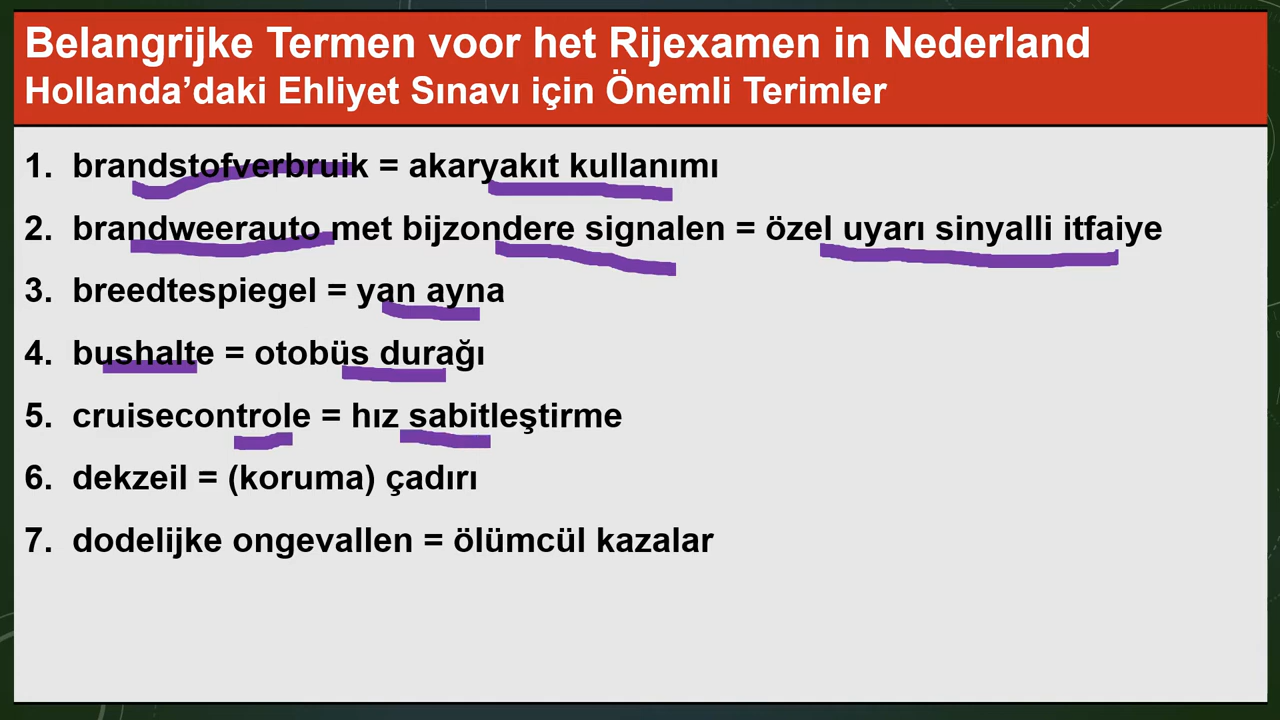 Belangrijke Termen voor het Rijexamen in Nederland
Hollanda’daki Ehliyet Sınavı için Önemli Terimler
1. brandstofverbruik = akaryakıt kullanımı
2. brandweerauto met bijzondere signalen = özel uyarı sinyalli itfaiye
3. breedtespiegel = yan ayna
4. bushalte = otobüs durağı
5. cruisecontrole = hız sabitleştirme
6. dekzeil = (koruma) çadırı
7. dodelijke ongevallen = ölümcül kazalar